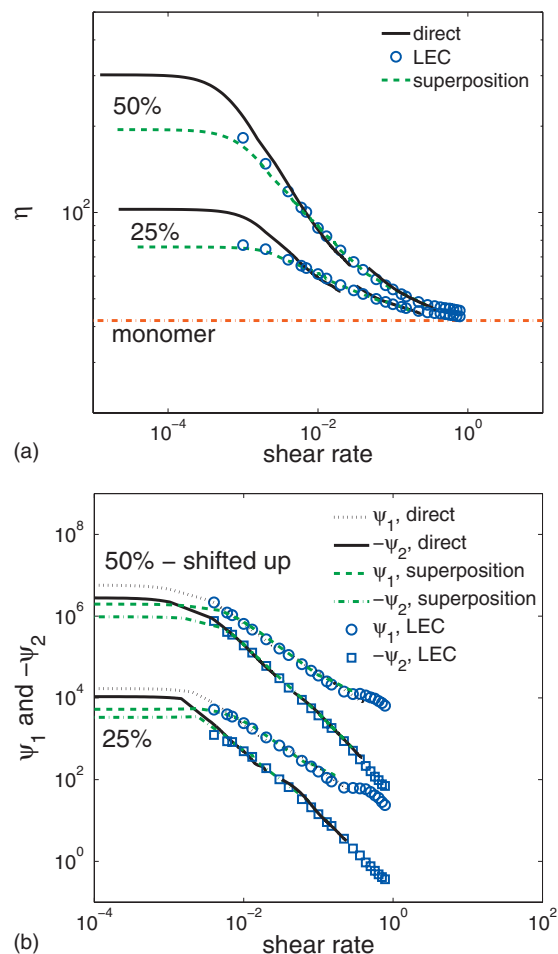 direct
LEC
superposition
50%
25%
monomer
η
10²
10⁻⁴ 10⁻² 10⁰
shear rate
(a)
ψ₁, direct
-ψ₂, direct
ψ₁, superposition
-ψ₂, superposition
ψ₁, LEC
-ψ₂, LEC
50% – shifted up
25%
ψ₁ and -ψ₂
10⁸
10⁶
10⁴
10²
10⁰
10⁻⁴ 10⁻² 10⁰ 10²
shear rate
(b)